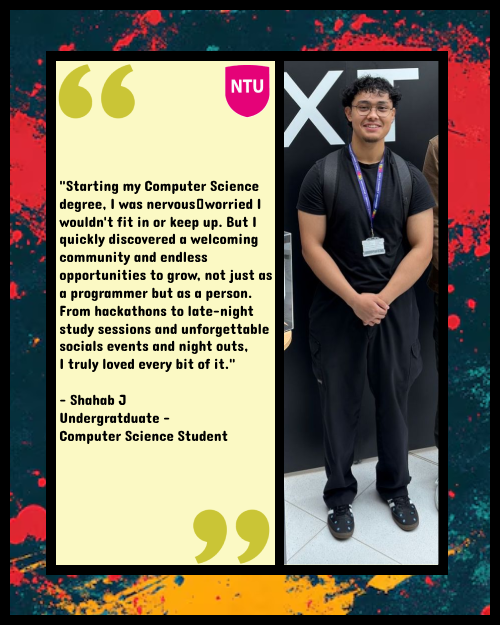 NTU
"Starting my Computer Science
degree, I was nervous▯worried I
wouldn't fit in or keep up. But I
quickly discovered a welcoming
community and endless
opportunities to grow, not just as
a programmer but as a person.
From hackathons to late-night
study sessions and unforgettable
socials events and night outs,
I truly loved every bit of it."
- Shahab J
Undergratduate -
Computer Science Student
XT